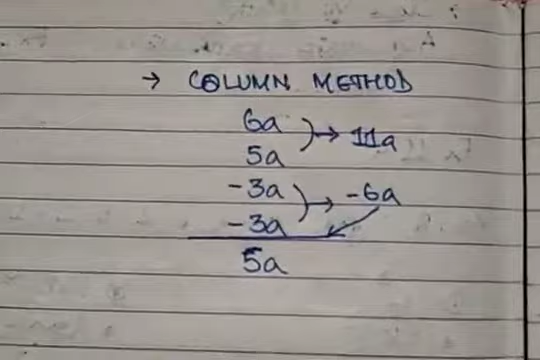 → COLUMN METHOD
6a
5a
→ 11a
-3a
-3a
→ -6a
5a